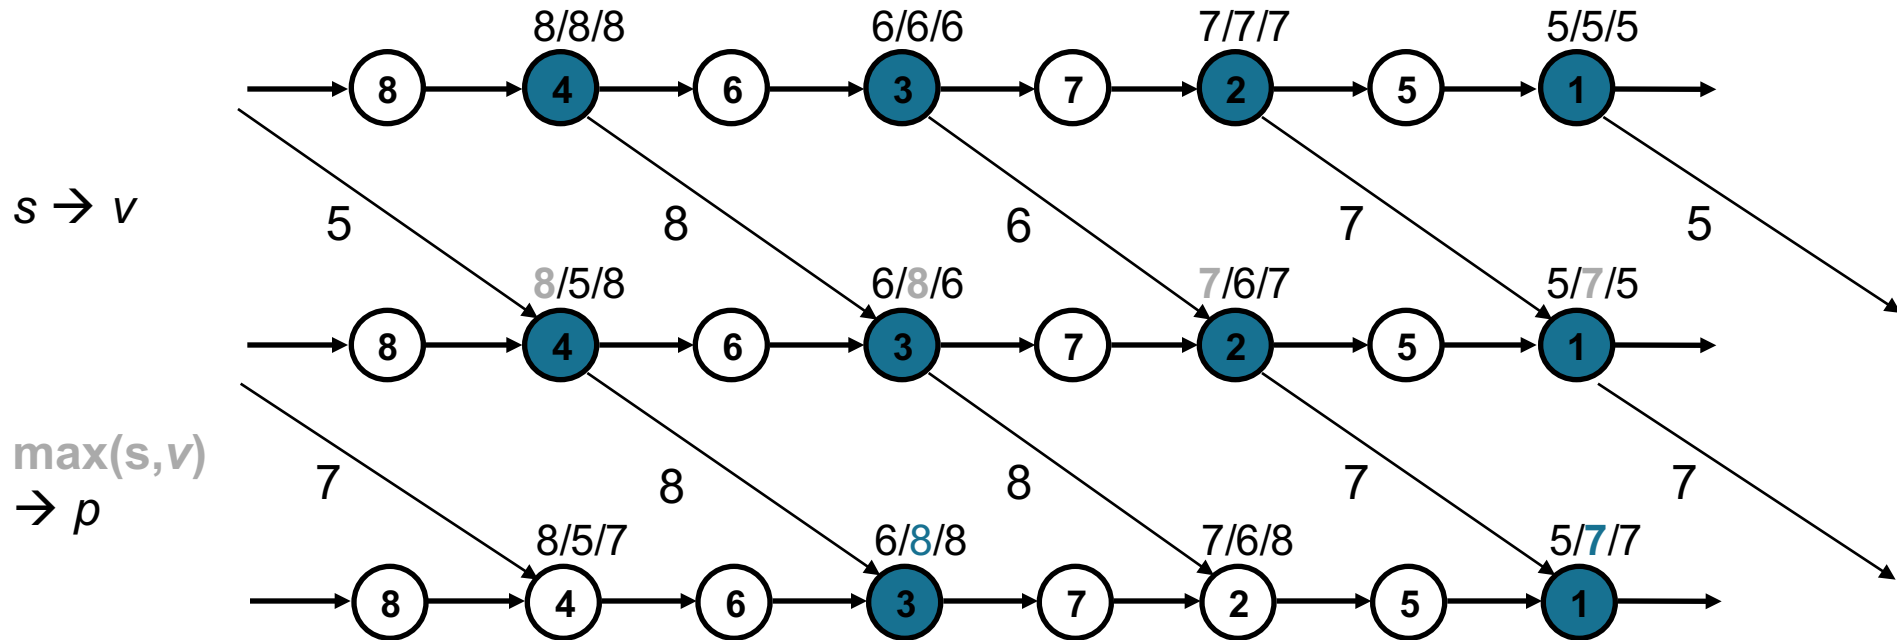 8/8/8 6/6/6 7/7/7 5/5/5
8 4 6 3 7 2 5 1
s → v
5 8 6 7 5
8/5/8 6/8/6 7/6/7 5/7/5
8 4 6 3 7 2 5 1
max(s,v)
→ p
7 8 8 7 7
8/5/7 6/8/8 7/6/8 5/7/7
8 4 6 3 7 2 5 1